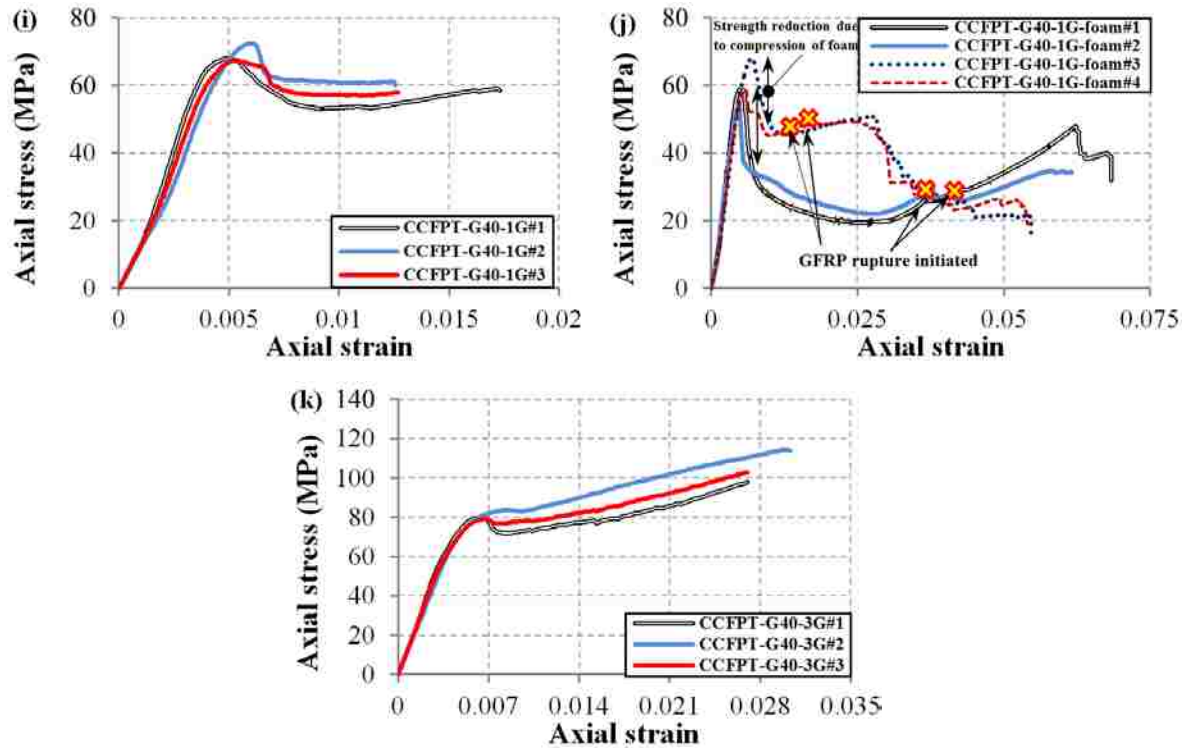 (i)
80
60
40
20
0
Axial stress (MPa)
CCFPT-G40-1G#1
CCFPT-G40-1G#2
CCFPT-G40-1G#3
0 0.005 0.01 0.015 0.02
Axial strain
(j)
80
60
40
20
0
Axial stress (MPa)
Strength reduction due
to compression of foam
CCFPT-G40-1G-foam#1
CCFPT-G40-1G-foam#2
CCFPT-G40-1G-foam#3
CCFPT-G40-1G-foam#4
GFRP rupture initiated
0 0.025 0.05 0.075
Axial strain
(k)
140
120
100
80
60
40
20
0
Axial stress (MPa)
CCFPT-G40-3G#1
CCFPT-G40-3G#2
CCFPT-G40-3G#3
0 0.007 0.014 0.021 0.028 0.035
Axial strain